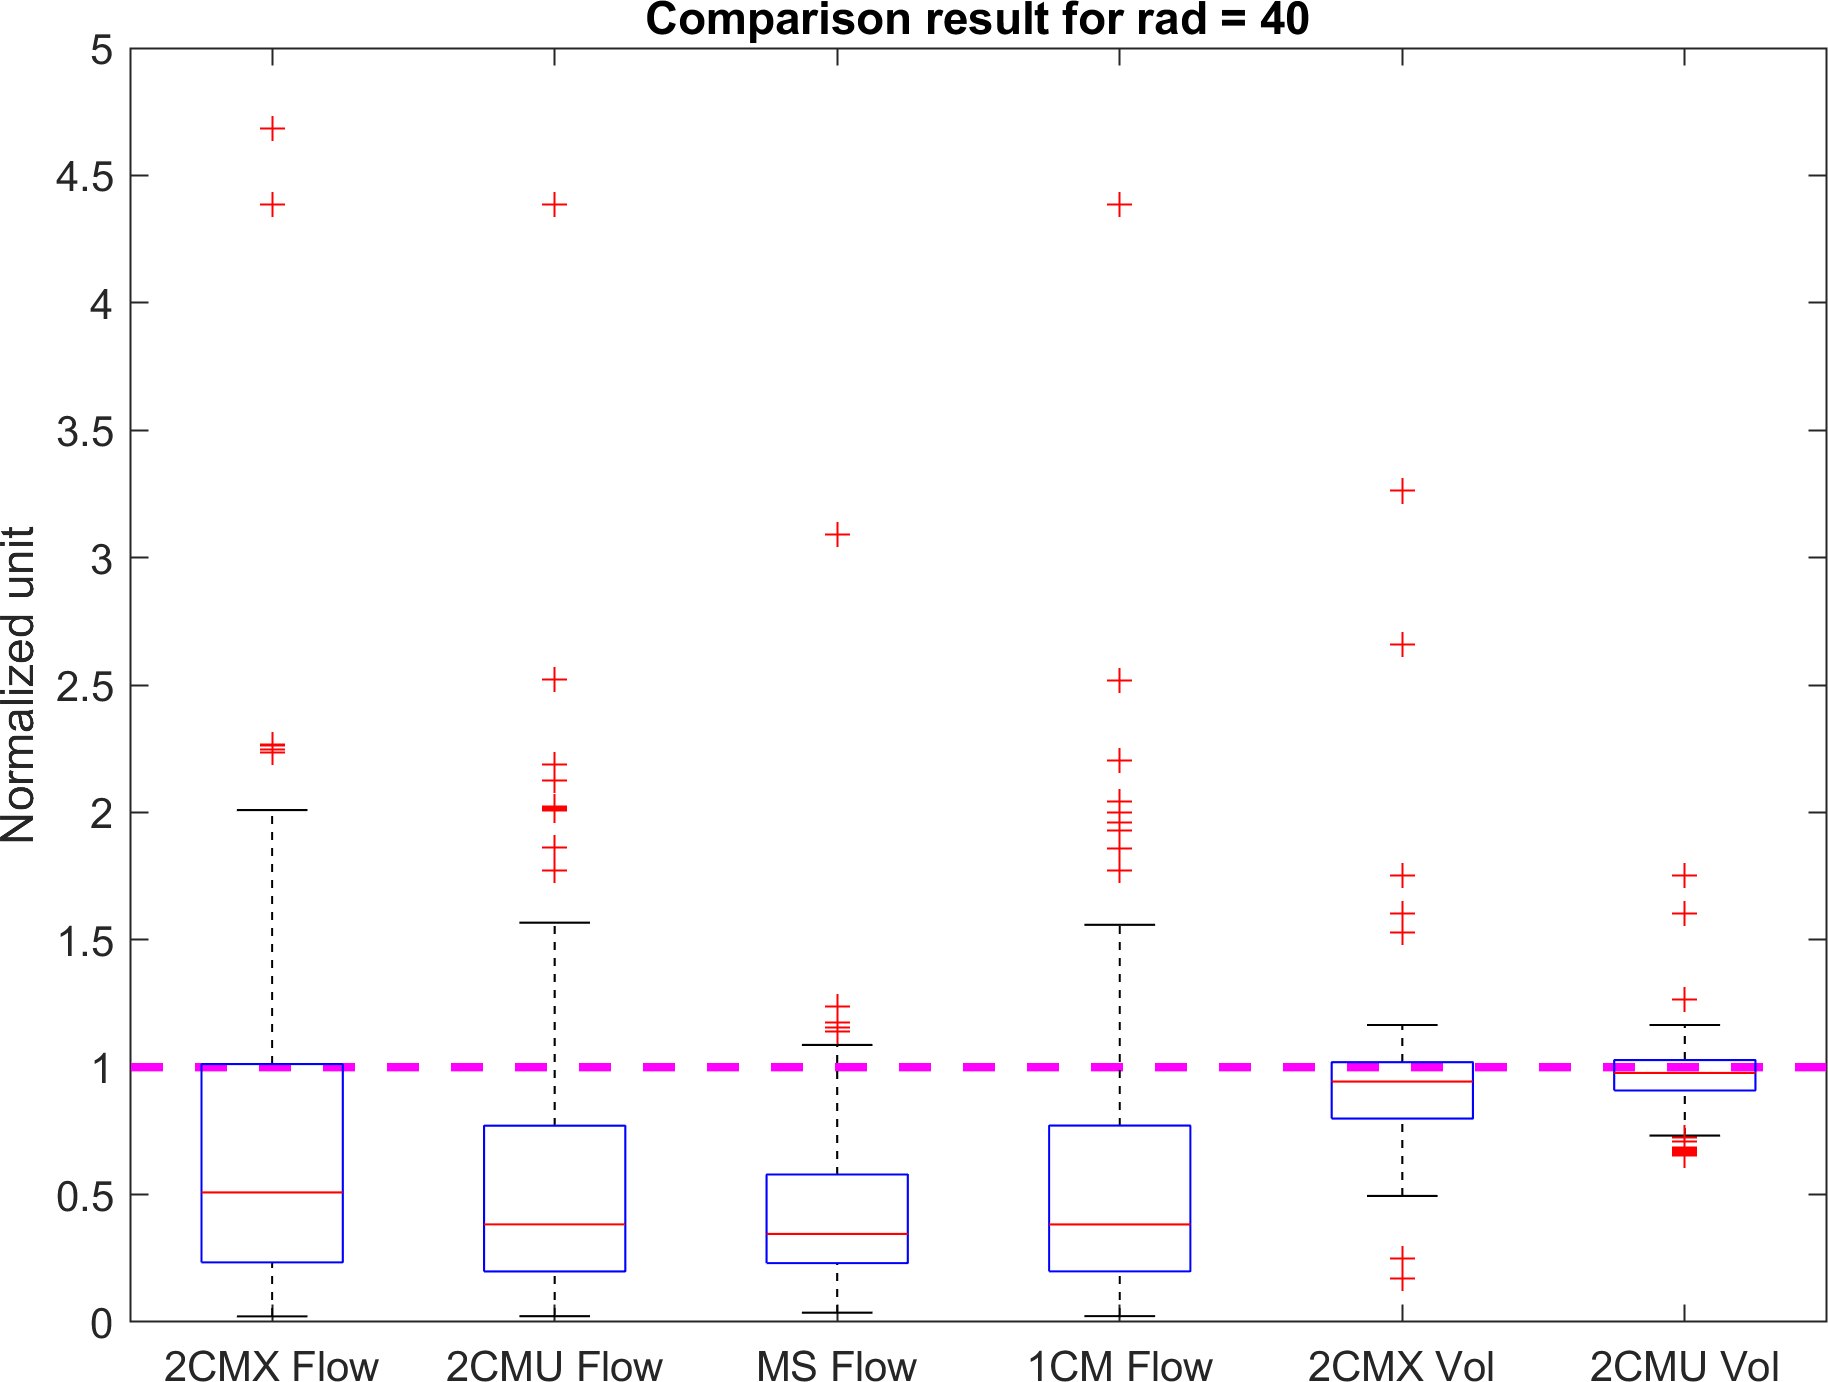 Comparison result for rad = 40
5
4.5
4
3.5
3
2.5
2
1.5
1
0.5
0
Normalized unit
2CMX Flow
2CMU Flow
MS Flow
1CM Flow
2CMX Vol
2CMU Vol